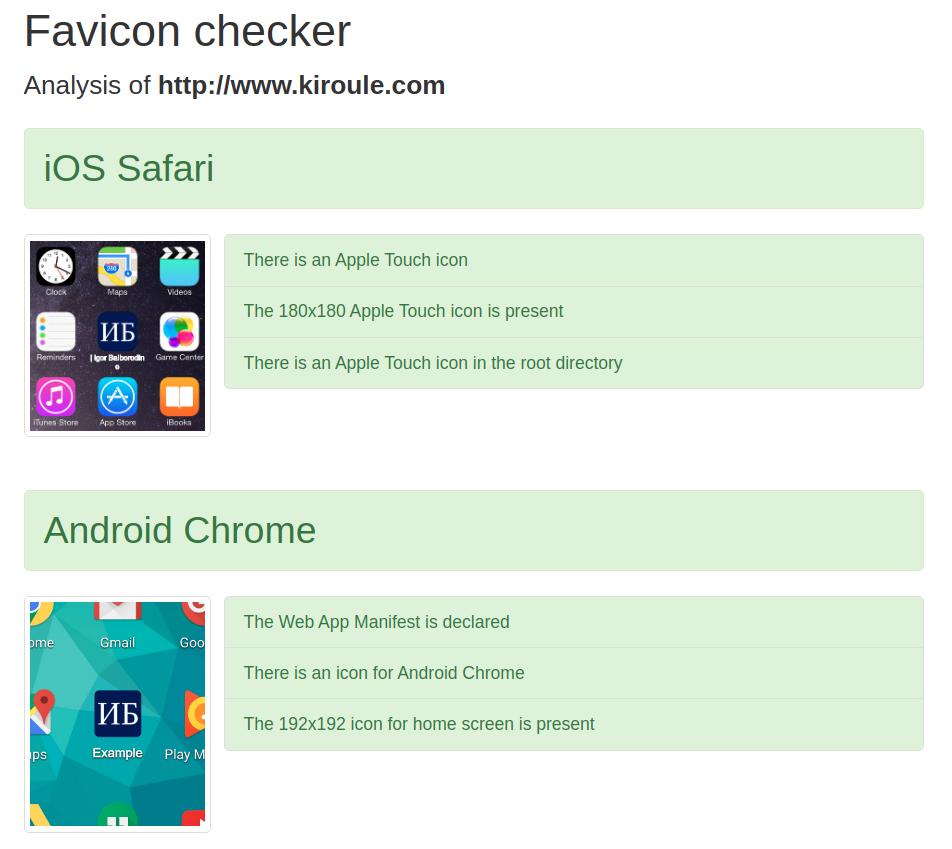 Favicon checker
Analysis of http://www.kiroule.com
iOS Safari
Clock Maps Videos
280
ИБ
Reminders | Igor Baiborodin Game Center
e
iTunes Store App Store iBooks
There is an Apple Touch icon
The 180x180 Apple Touch icon is present
There is an Apple Touch icon in the root directory
Android Chrome
ome Gmail Goo
ИБ
aps Example Play M
The Web App Manifest is declared
There is an icon for Android Chrome
The 192x192 icon for home screen is present